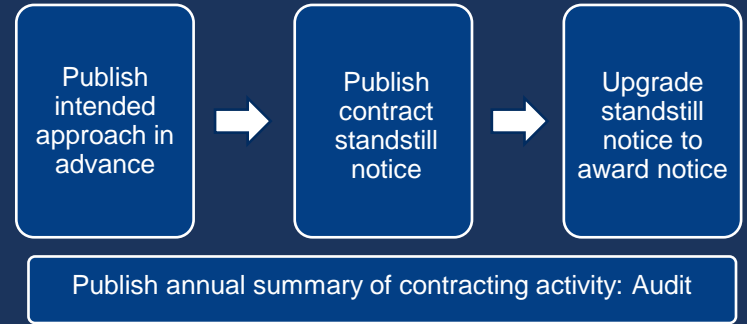 Publish
intended
approach in
advance
Publish
contract
standstill
notice
Upgrade
standstill
notice to
award notice
Publish annual summary of contracting activity: Audit